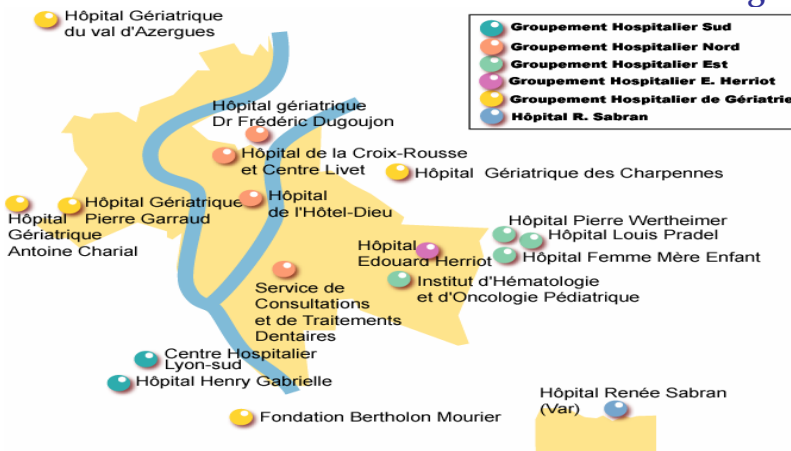 Hôpital Gériatrique
du val d'Azergues
Groupement Hospitalier Sud
Groupement Hospitalier Nord
Groupement Hospitalier Est
Groupement Hospitalier E. Herriot
Groupement Hospitalier de Gériatrie
Hôpital R. Sabran
Hôpital gériatrique
Dr Frédéric Dugoujon
Hôpital de la Croix-Rousse
et Centre Livet
Hôpital Gériatrique des Charpennes
Hôpital
Gériatrique
Antoine Charial
Hôpital Gériatrique
Pierre Garraud
Hôpital
de l'Hôtel-Dieu
Hôpital Pierre Wertheimer
Hôpital Louis Pradel
Hôpital Femme Mère Enfant
Hôpital
Edouard Herriot
Institut d'Hématologie
et d'Oncologie Pédiatrique
Service de
Consultations
et de Traitements
Dentaires
Centre Hospitalier
Lyon-sud
Hôpital Henry Gabrielle
Fondation Bertholon Mourier
Hôpital Renée Sabran
(Var)